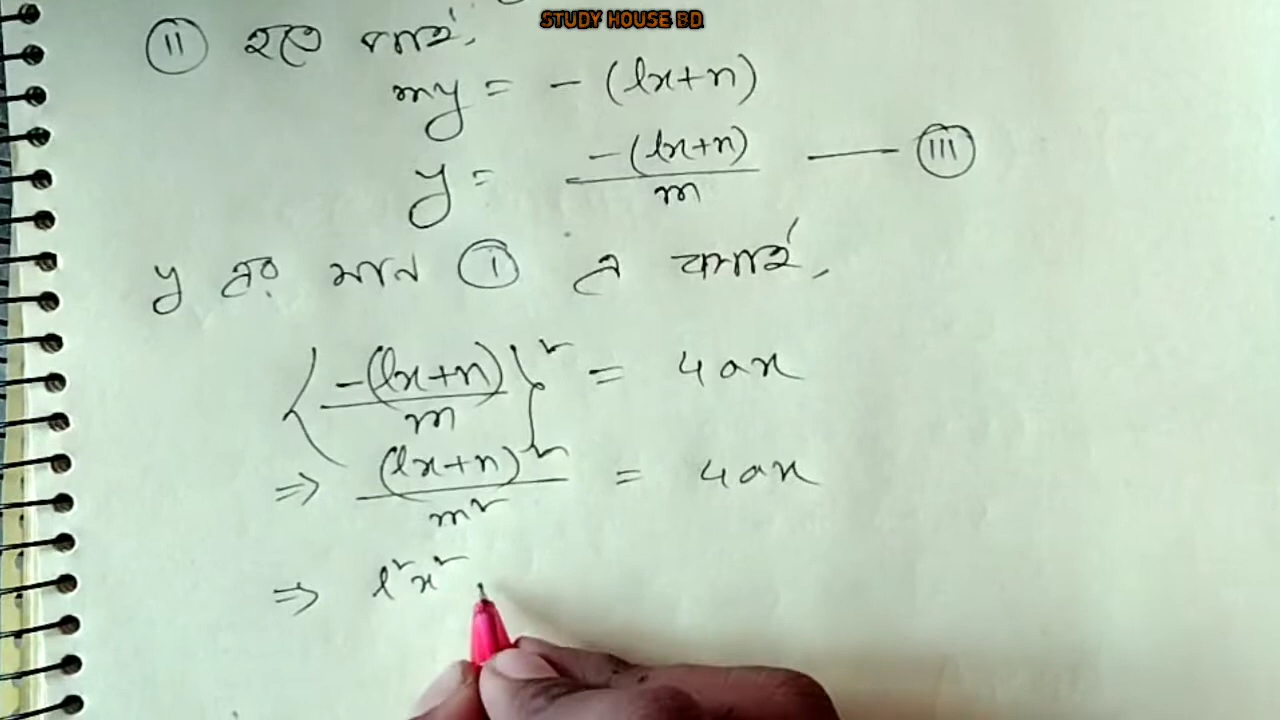 STUDY HOUSE BD
(II) হতে পাই,
my = - (lx+n)
y = -(lx+n)/m —— (III)
y এর মান (I) এ বসাই,
{-(lx+n)/m}² = 4ax
⇒ (lx+n)²/m² = 4ax
⇒ l²x²